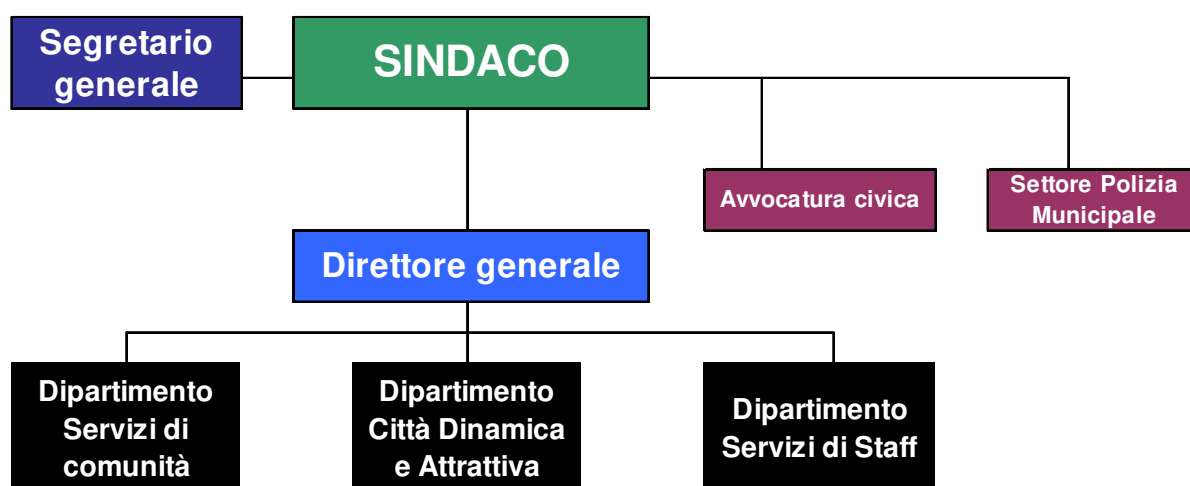 Segretario
generale
SINDACO
Avvocatura civica
Settore Polizia
Municipale
Direttore generale
Dipartimento
Servizi di
comunità
Dipartimento
Città Dinamica
e Attrattiva
Dipartimento
Servizi di Staff